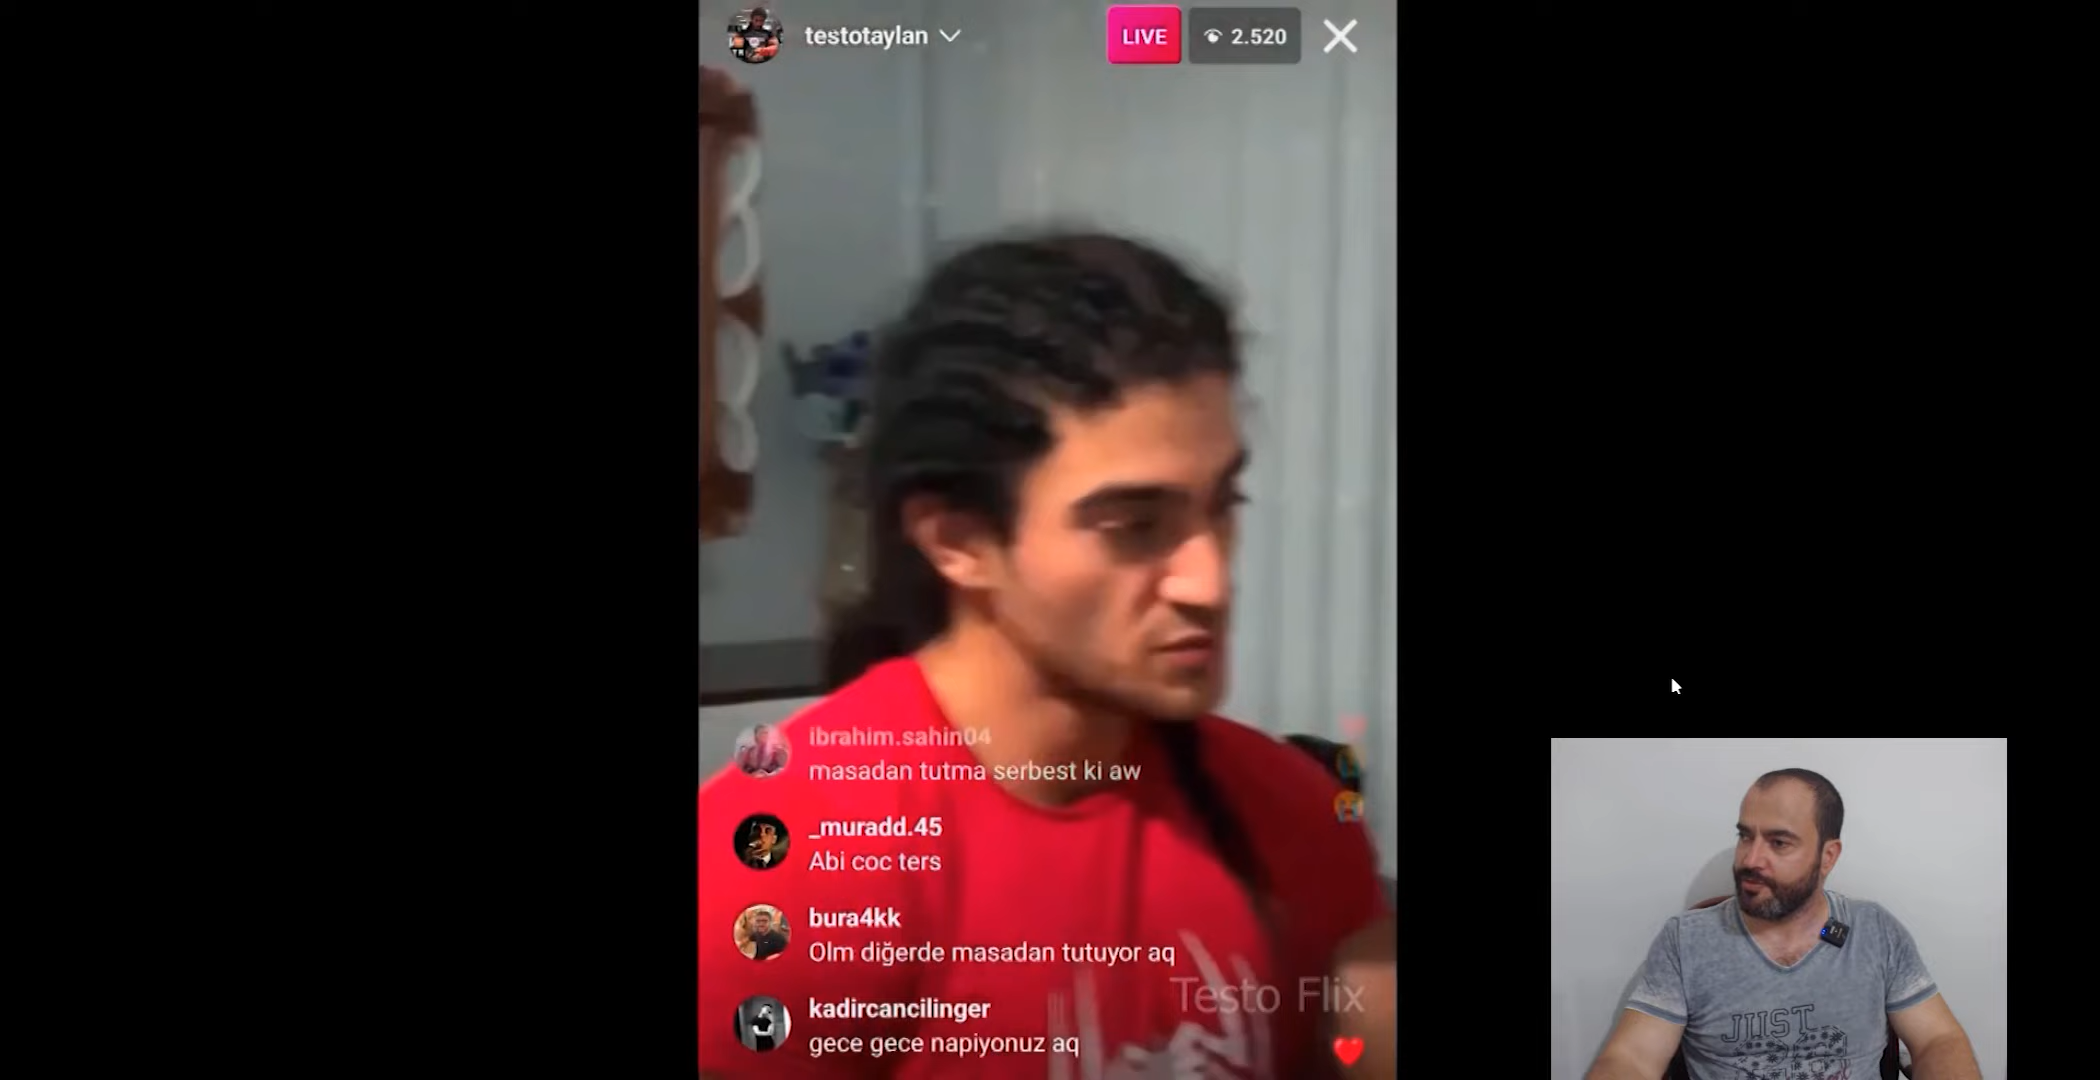 testotaylan
LIVE
2.520
ibrahim.sahin04
masadan tutma serbest ki aw
_muradd.45
Abi coc ters
bura4kk
Olm diğerde masadan tutuyor aq
Testo Flix
kadircancilinger
gece gece napiyonuz aq
JUST